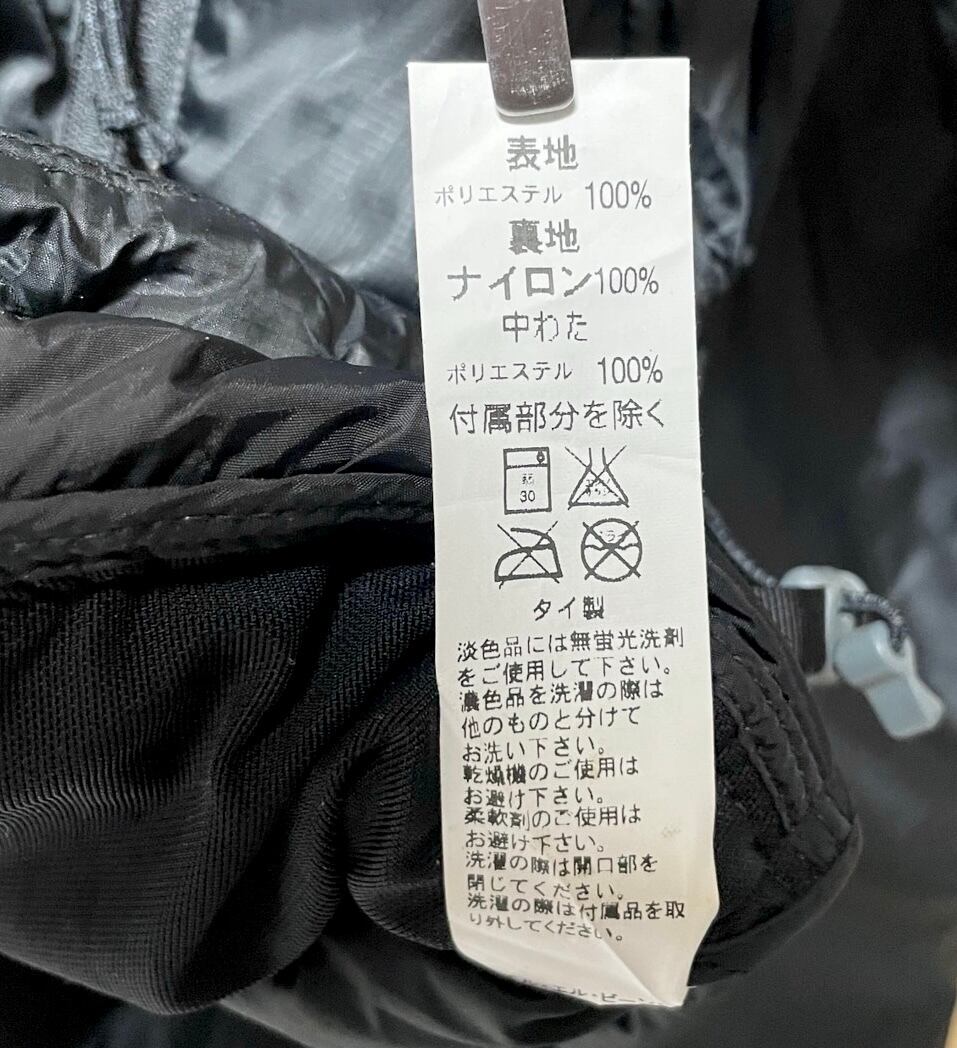 表地
ポリエステル 100%
裏地
ナイロン100%
中わた
ポリエステル 100%
付属部分を除く
弱
30
タイ製
淡色品には無蛍光洗剤
をご使用して下さい。
濃色品を洗濯の際は
他のものと分けて
お洗い下さい。
乾燥機のご使用は
お避け下さい。
柔軟剤のご使用は
お避け下さい。
洗濯の際は開口部を
閉じてください。
洗濯の際は付属品を取
り外してください。
エル・ビーン